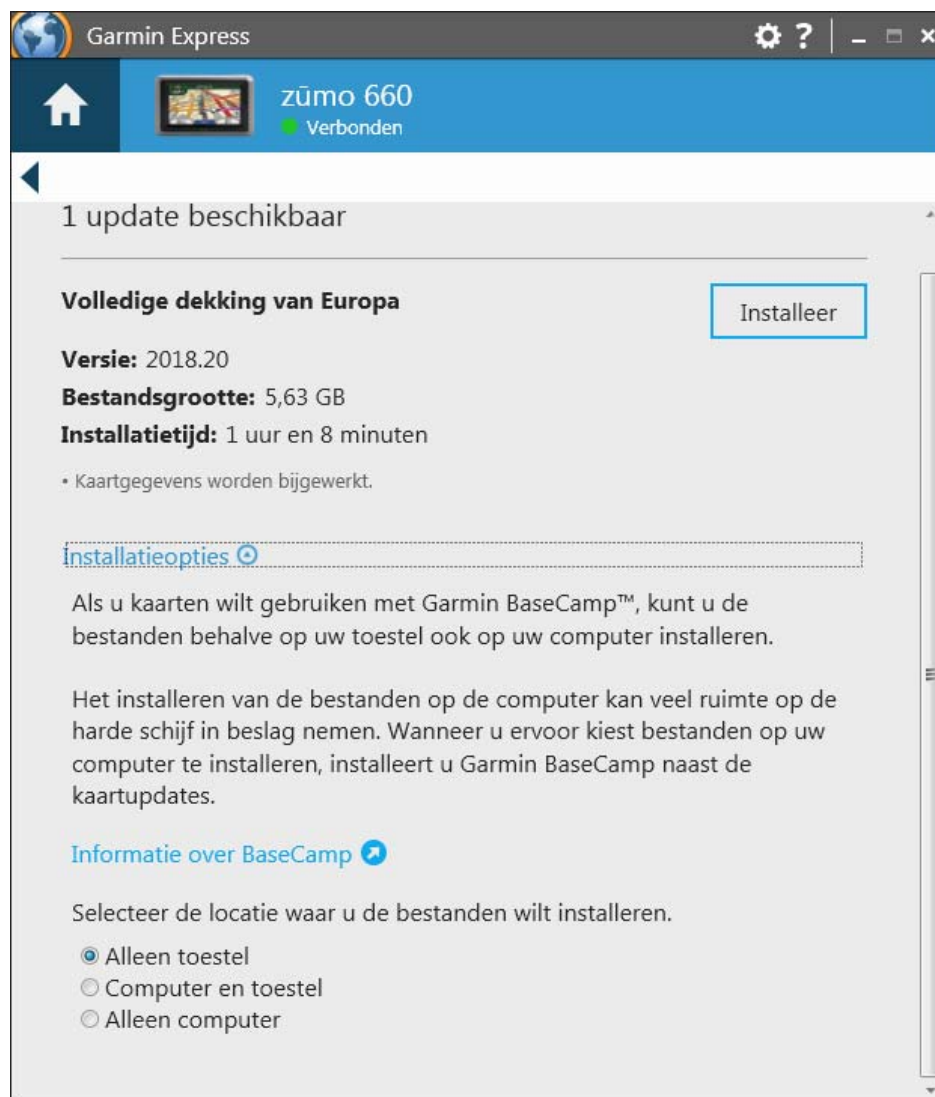 Garmin Express
?
zūmo 660
Verbonden
1 update beschikbaar
Volledige dekking van Europa
Installeer
Versie: 2018.20
Bestandsgrootte: 5,63 GB
Installatietijd: 1 uur en 8 minuten
• Kaartgegevens worden bijgewerkt.
Installatieopties
Als u kaarten wilt gebruiken met Garmin BaseCamp™, kunt u de
bestanden behalve op uw toestel ook op uw computer installeren.
Het installeren van de bestanden op de computer kan veel ruimte op de
harde schijf in beslag nemen. Wanneer u ervoor kiest bestanden op uw
computer te installeren, installeert u Garmin BaseCamp naast de
kaartupdates.
Informatie over BaseCamp
Selecteer de locatie waar u de bestanden wilt installeren.
Alleen toestel
Computer en toestel
Alleen computer